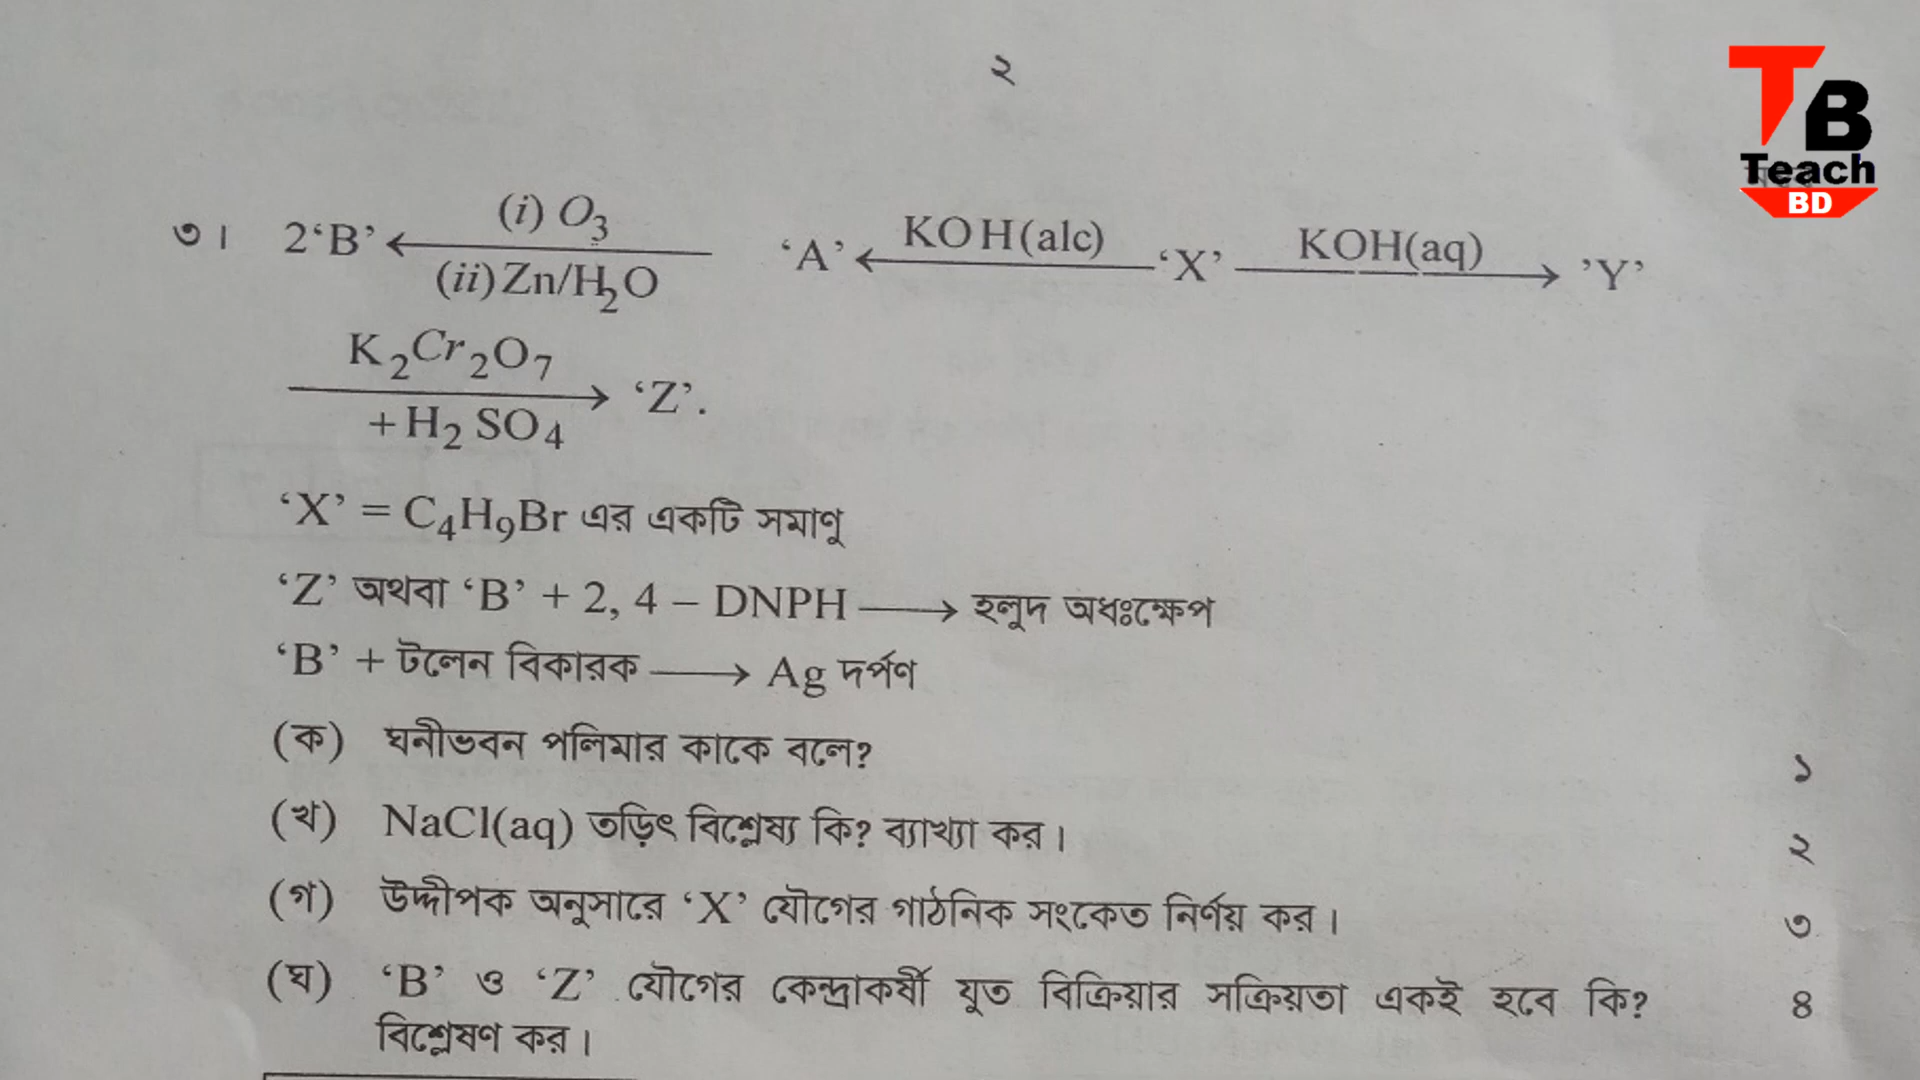 ২
TB
Teach
BD
৩। 2‘B’ ← (i) O₃ / (ii) Zn/H₂O ‘A’ ← KOH(alc) ‘X’ → KOH(aq) ’Y’
K₂Cr₂O₇ / +H₂SO₄ → ‘Z’.
‘X’ = C₄H₉Br এর একটি সমাণু
‘Z’ অথবা ‘B’ + 2, 4 – DNPH ⟶ হলুদ অধঃক্ষেপ
‘B’ + টলেন বিকারক ⟶ Ag দর্পণ
(ক) ঘনীভবন পলিমার কাকে বলে? ১
(খ) NaCl(aq) তড়িৎ বিশ্লেষ্য কি? ব্যাখ্যা কর। ২
(গ) উদ্দীপক অনুসারে ‘X’ যৌগের গাঠনিক সংকেত নির্ণয় কর। ৩
(ঘ) ‘B’ ও ‘Z’ যৌগের কেন্দ্রাকর্ষী যুত বিক্রিয়ার সক্রিয়তা একই হবে কি? ৪
বিশ্লেষণ কর।